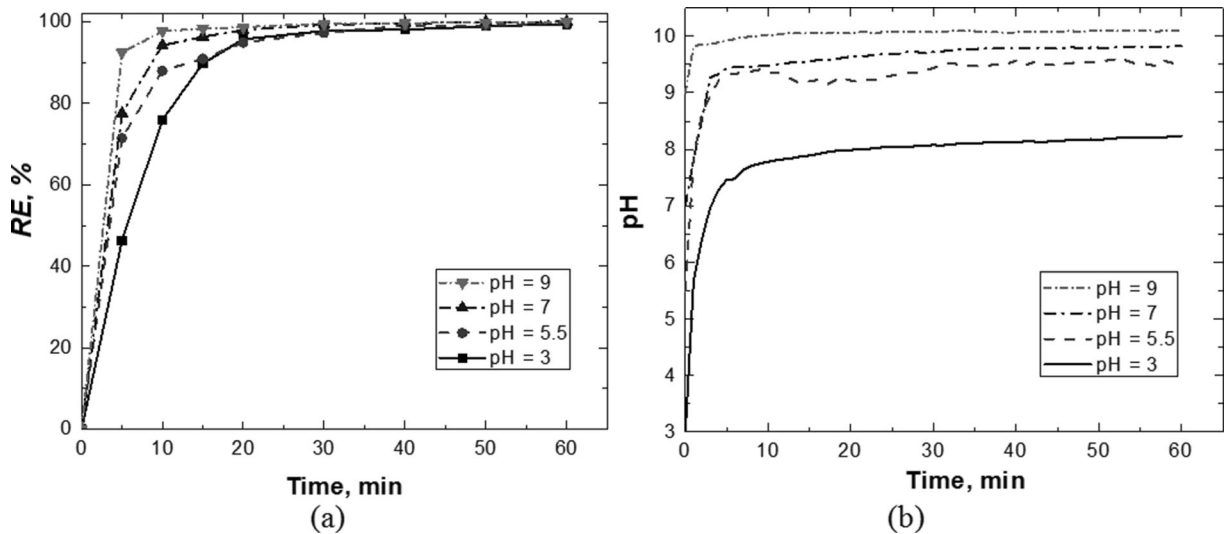 100
80
60
40
20
0
RE, %
0 10 20 30 40 50 60
Time, min
pH = 9
pH = 7
pH = 5.5
pH = 3
(a)
10
9
8
7
6
5
4
3
pH
0 10 20 30 40 50 60
Time, min
pH = 9
pH = 7
pH = 5.5
pH = 3
(b)